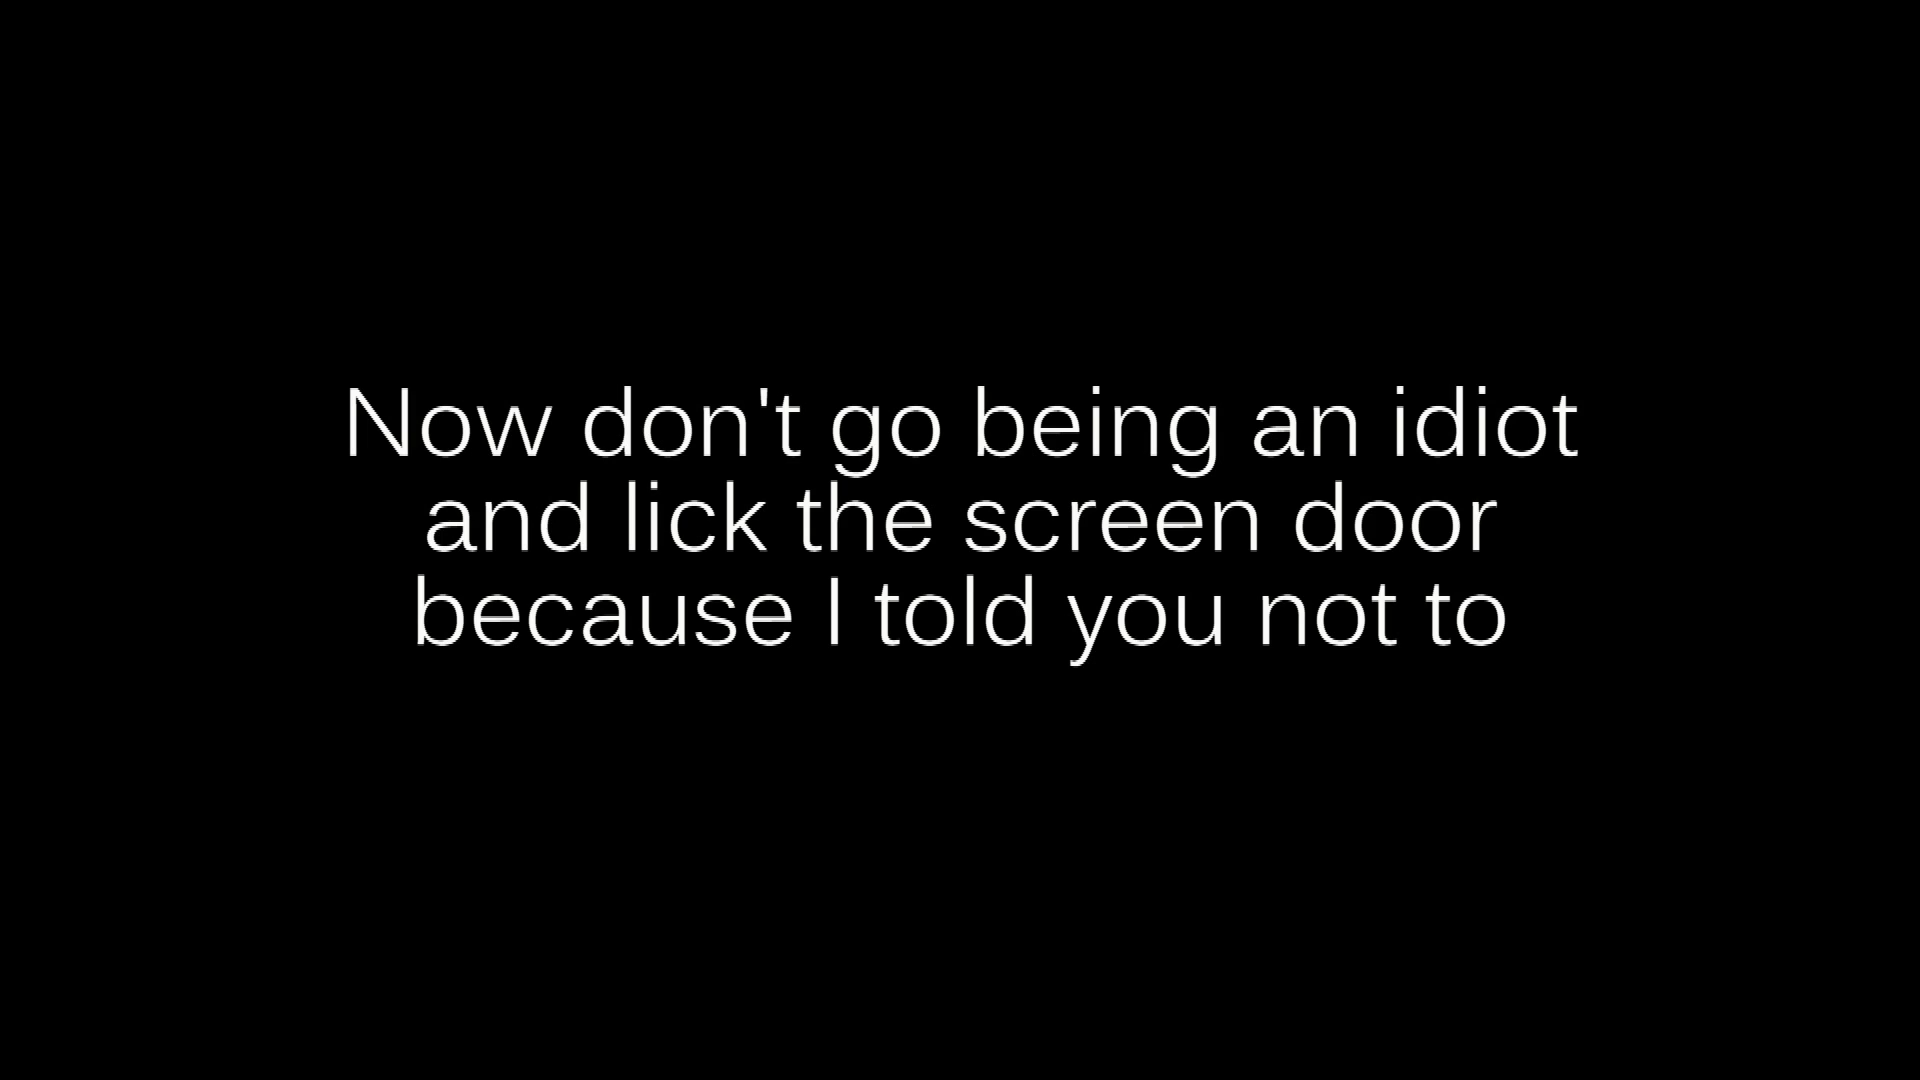 Now don't go being an idiot
and lick the screen door
because I told you not to